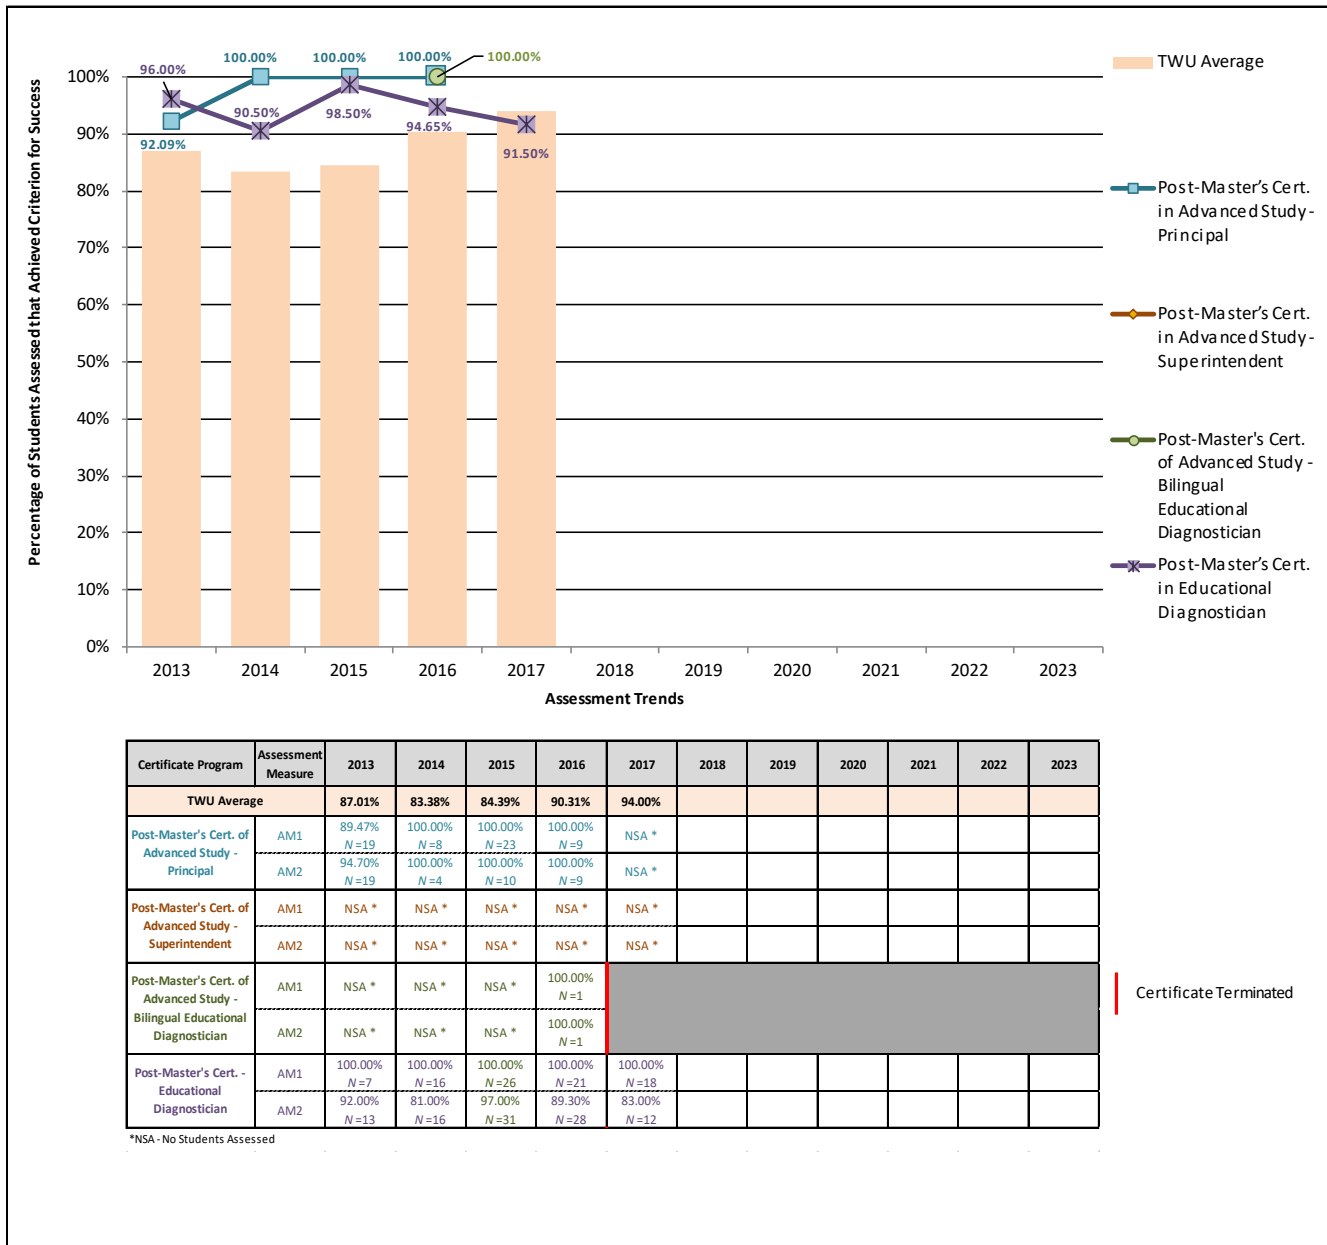 Percentage of Students Assessed that Achieved Criterion for Success
100%
90%
80%
70%
60%
50%
40%
30%
20%
10%
0%
96.00%
92.09%
100.00%
90.50%
100.00%
98.50%
100.00%
100.00%
94.65%
91.50%
2013 2014 2015 2016 2017 2018 2019 2020 2021 2022 2023
Assessment Trends
TWU Average
Post-Master's Cert.
in Advanced Study -
Principal
Post-Master's Cert.
in Advanced Study -
Superintendent
Post-Master's Cert.
of Advanced Study -
Bilingual
Educational
Diagnostician
Post-Master's Cert.
in Educational
Diagnostician
Certificate Program Assessment Measure 2013 2014 2015 2016 2017 2018 2019 2020 2021 2022 2023
TWU Average 87.01% 83.38% 84.39% 90.31% 94.00%
Post-Master's Cert. of
Advanced Study -
Principal
AM1 89.47% 100.00% 100.00% 100.00% NSA *
N =19 N =8 N =23 N =9
AM2 94.70% 100.00% 100.00% 100.00% NSA *
N =19 N =4 N =10 N =9
Post-Master's Cert. of
Advanced Study -
Superintendent
AM1 NSA * NSA * NSA * NSA * NSA *
AM2 NSA * NSA * NSA * NSA * NSA *
Post-Master's Cert. of
Advanced Study -
Bilingual Educational
Diagnostician
AM1 NSA * NSA * NSA * 100.00%
N =1
AM2 NSA * NSA * NSA * 100.00%
N =1
Certificate Terminated
Post-Master's Cert. -
Educational
Diagnostician
AM1 100.00% 100.00% 100.00% 100.00% 100.00%
N =7 N =16 N =26 N =21 N =18
AM2 92.00% 81.00% 97.00% 89.30% 83.00%
N =13 N =16 N =31 N =28 N =12
*NSA - No Students Assessed